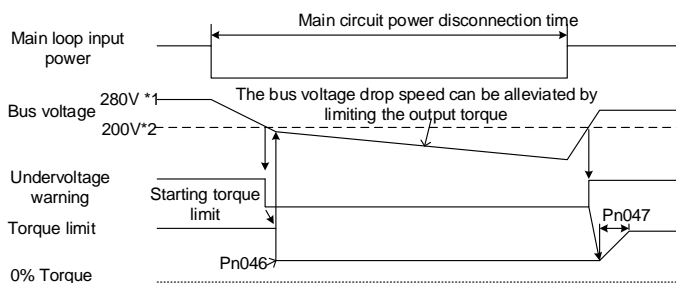 Main circuit power disconnection time
Main loop input
power
280V *1
The bus voltage drop speed can be alleviated by
limiting the output torque
Bus voltage
200V*2
Undervoltage
warning
Starting torque
limit
Pn047
Torque limit
Pn046
0% Torque